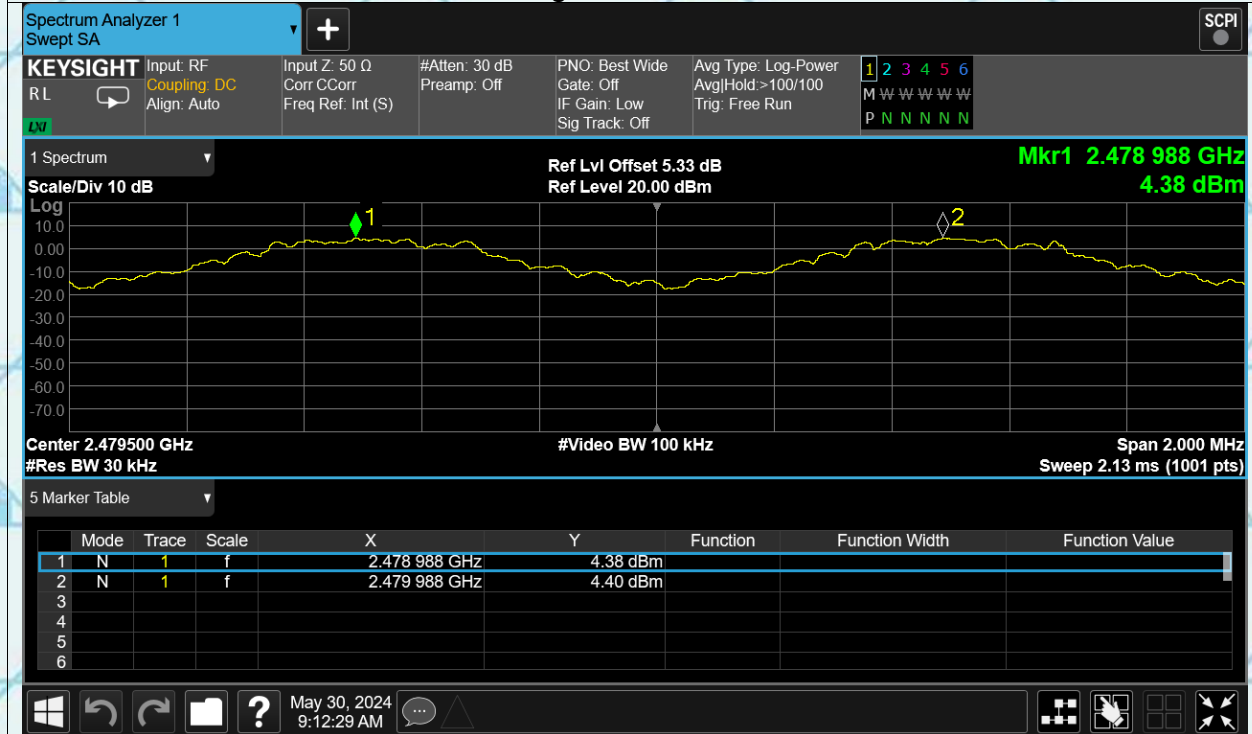 Spectrum Analyzer 1
Swept SA
+
SCPI
KEYSIGHT
R L
LXI
Input: RF
Coupling: DC
Align: Auto
Input Z: 50 Ω
Corr CCorr
Freq Ref: Int (S)
#Atten: 30 dB
Preamp: Off
PNO: Best Wide
Gate: Off
IF Gain: Low
Sig Track: Off
Avg Type: Log-Power
Avg|Hold:>100/100
Trig: Free Run
1 2 3 4 5 6
M W W W W W
P N N N N N
1 Spectrum
Scale/Div 10 dB
Ref Lvl Offset 5.33 dB
Ref Level 20.00 dBm
Mkr1 2.478 988 GHz
4.38 dBm
Log
10.0
0.00
-10.0
-20.0
-30.0
-40.0
-50.0
-60.0
-70.0
1
2
Center 2.479500 GHz
#Res BW 30 kHz
#Video BW 100 kHz
Span 2.000 MHz
Sweep 2.13 ms (1001 pts)
5 Marker Table
Mode Trace Scale X Y Function Function Width Function Value
1 N 1 f 2.478 988 GHz 4.38 dBm
2 N 1 f 2.479 988 GHz 4.40 dBm
3
4
5
6
?
May 30, 2024
9:12:29 AM